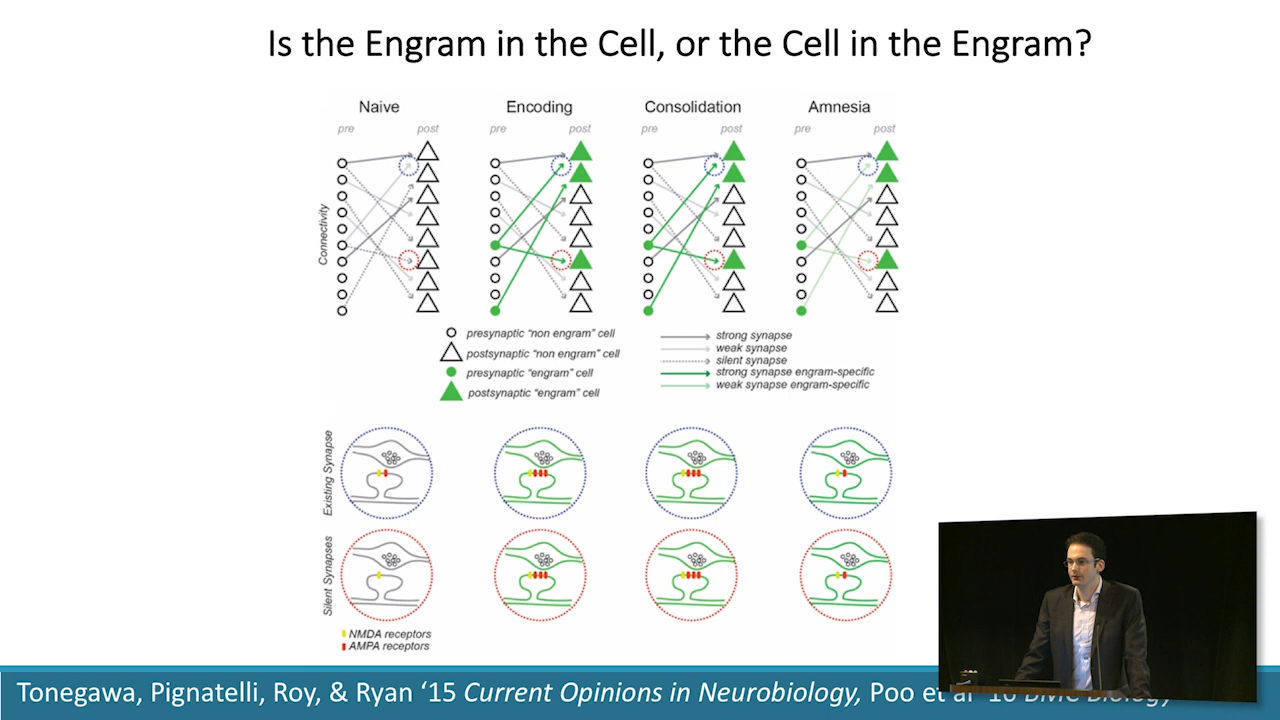 Is the Engram in the Cell, or the Cell in the Engram?
Naive
Encoding
Consolidation
Amnesia
pre
post
pre
post
pre
post
pre
post
Connectivity
presynaptic “non engram” cell
postsynaptic “non engram” cell
presynaptic “engram” cell
postsynaptic “engram” cell
strong synapse
weak synapse
silent synapse
strong synapse engram-specific
weak synapse engram-specific
Existing Synapse
Silent Synapses
NMDA receptors
AMPA receptors
Tonegawa, Pignatelli, Roy, & Ryan ‘15 Current Opinions in Neurobiology, Poo et al